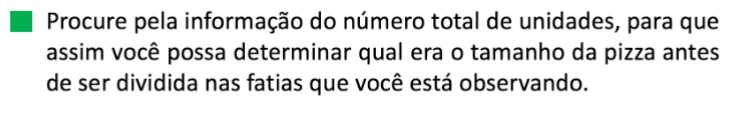 Procure pela informação do número total de unidades, para que
assim você possa determinar qual era o tamanho da pizza antes
de ser dividida nas fatias que você está observando.